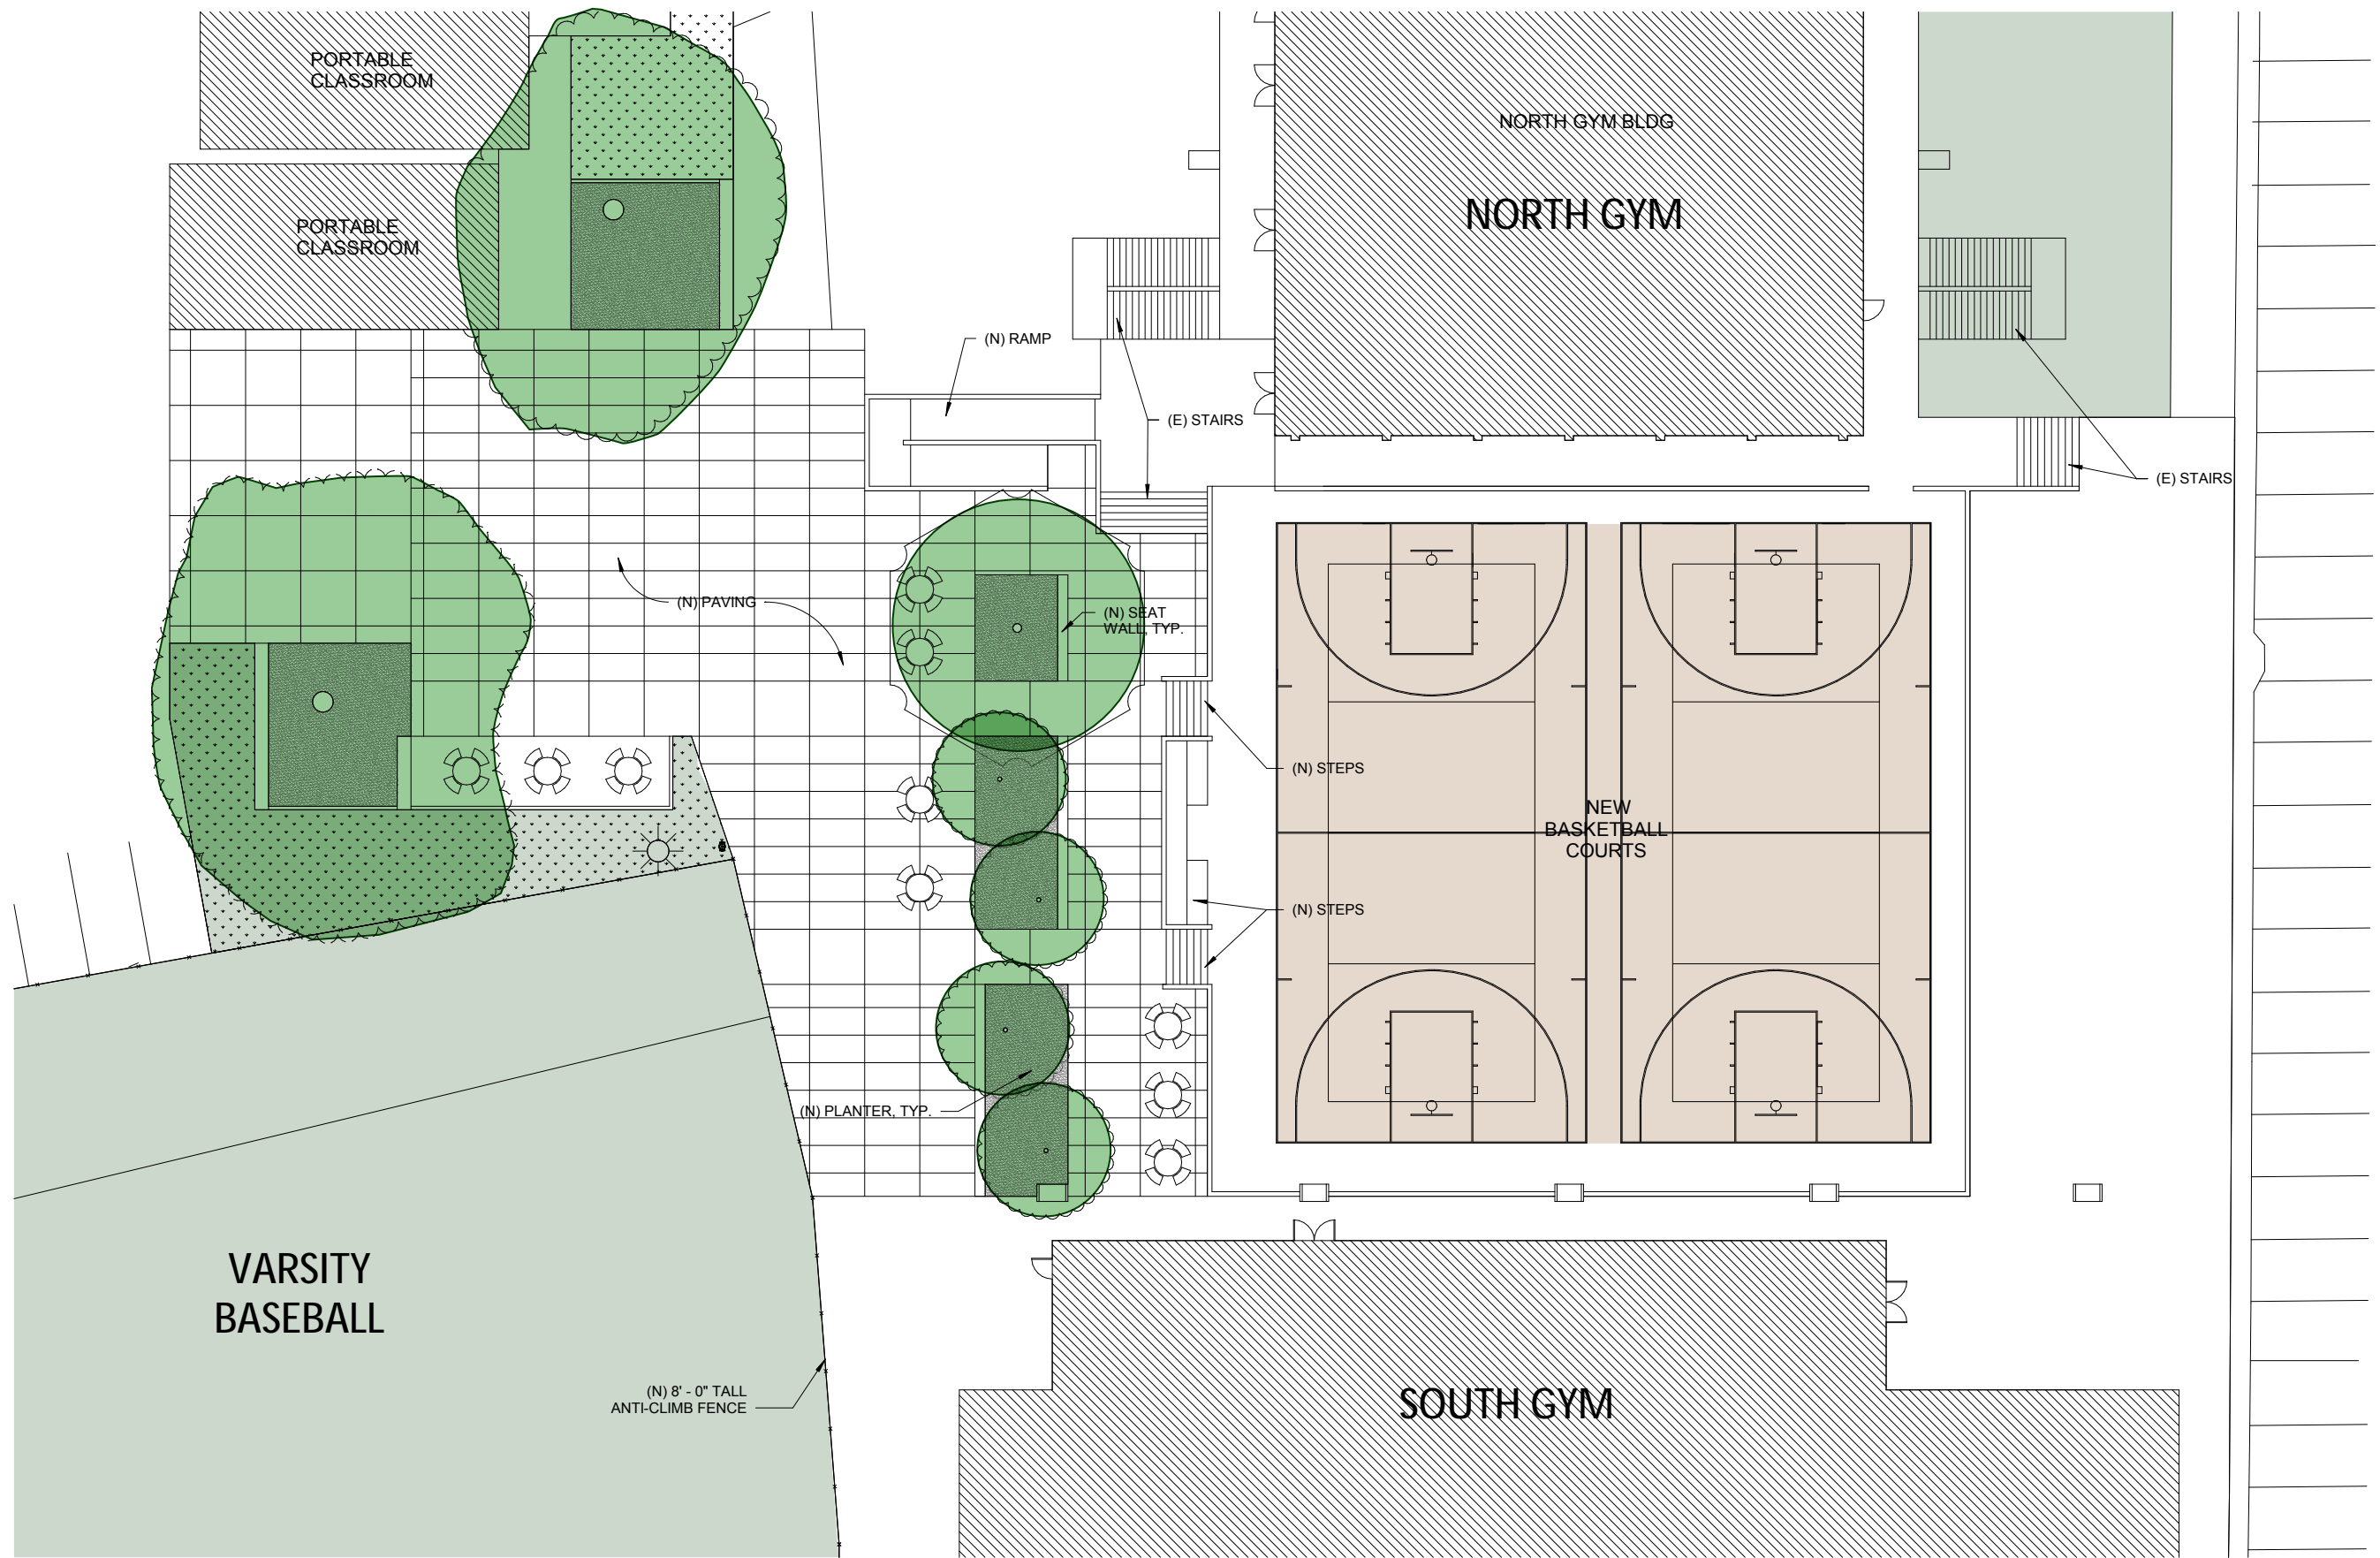 PORTABLE
CLASSROOM
NORTH GYM BLDG
NORTH GYM
PORTABLE
CLASSROOM
(N) RAMP
(E) STAIRS
(E) STAIRS
(N) PAVING
(N) SEAT
WALL, TYP.
(N) STEPS
NEW
BASKETBALL
COURTS
(N) STEPS
(N) PLANTER, TYP.
VARSITY
BASEBALL
(N) 8' - 0" TALL
ANTI-CLIMB FENCE
SOUTH GYM